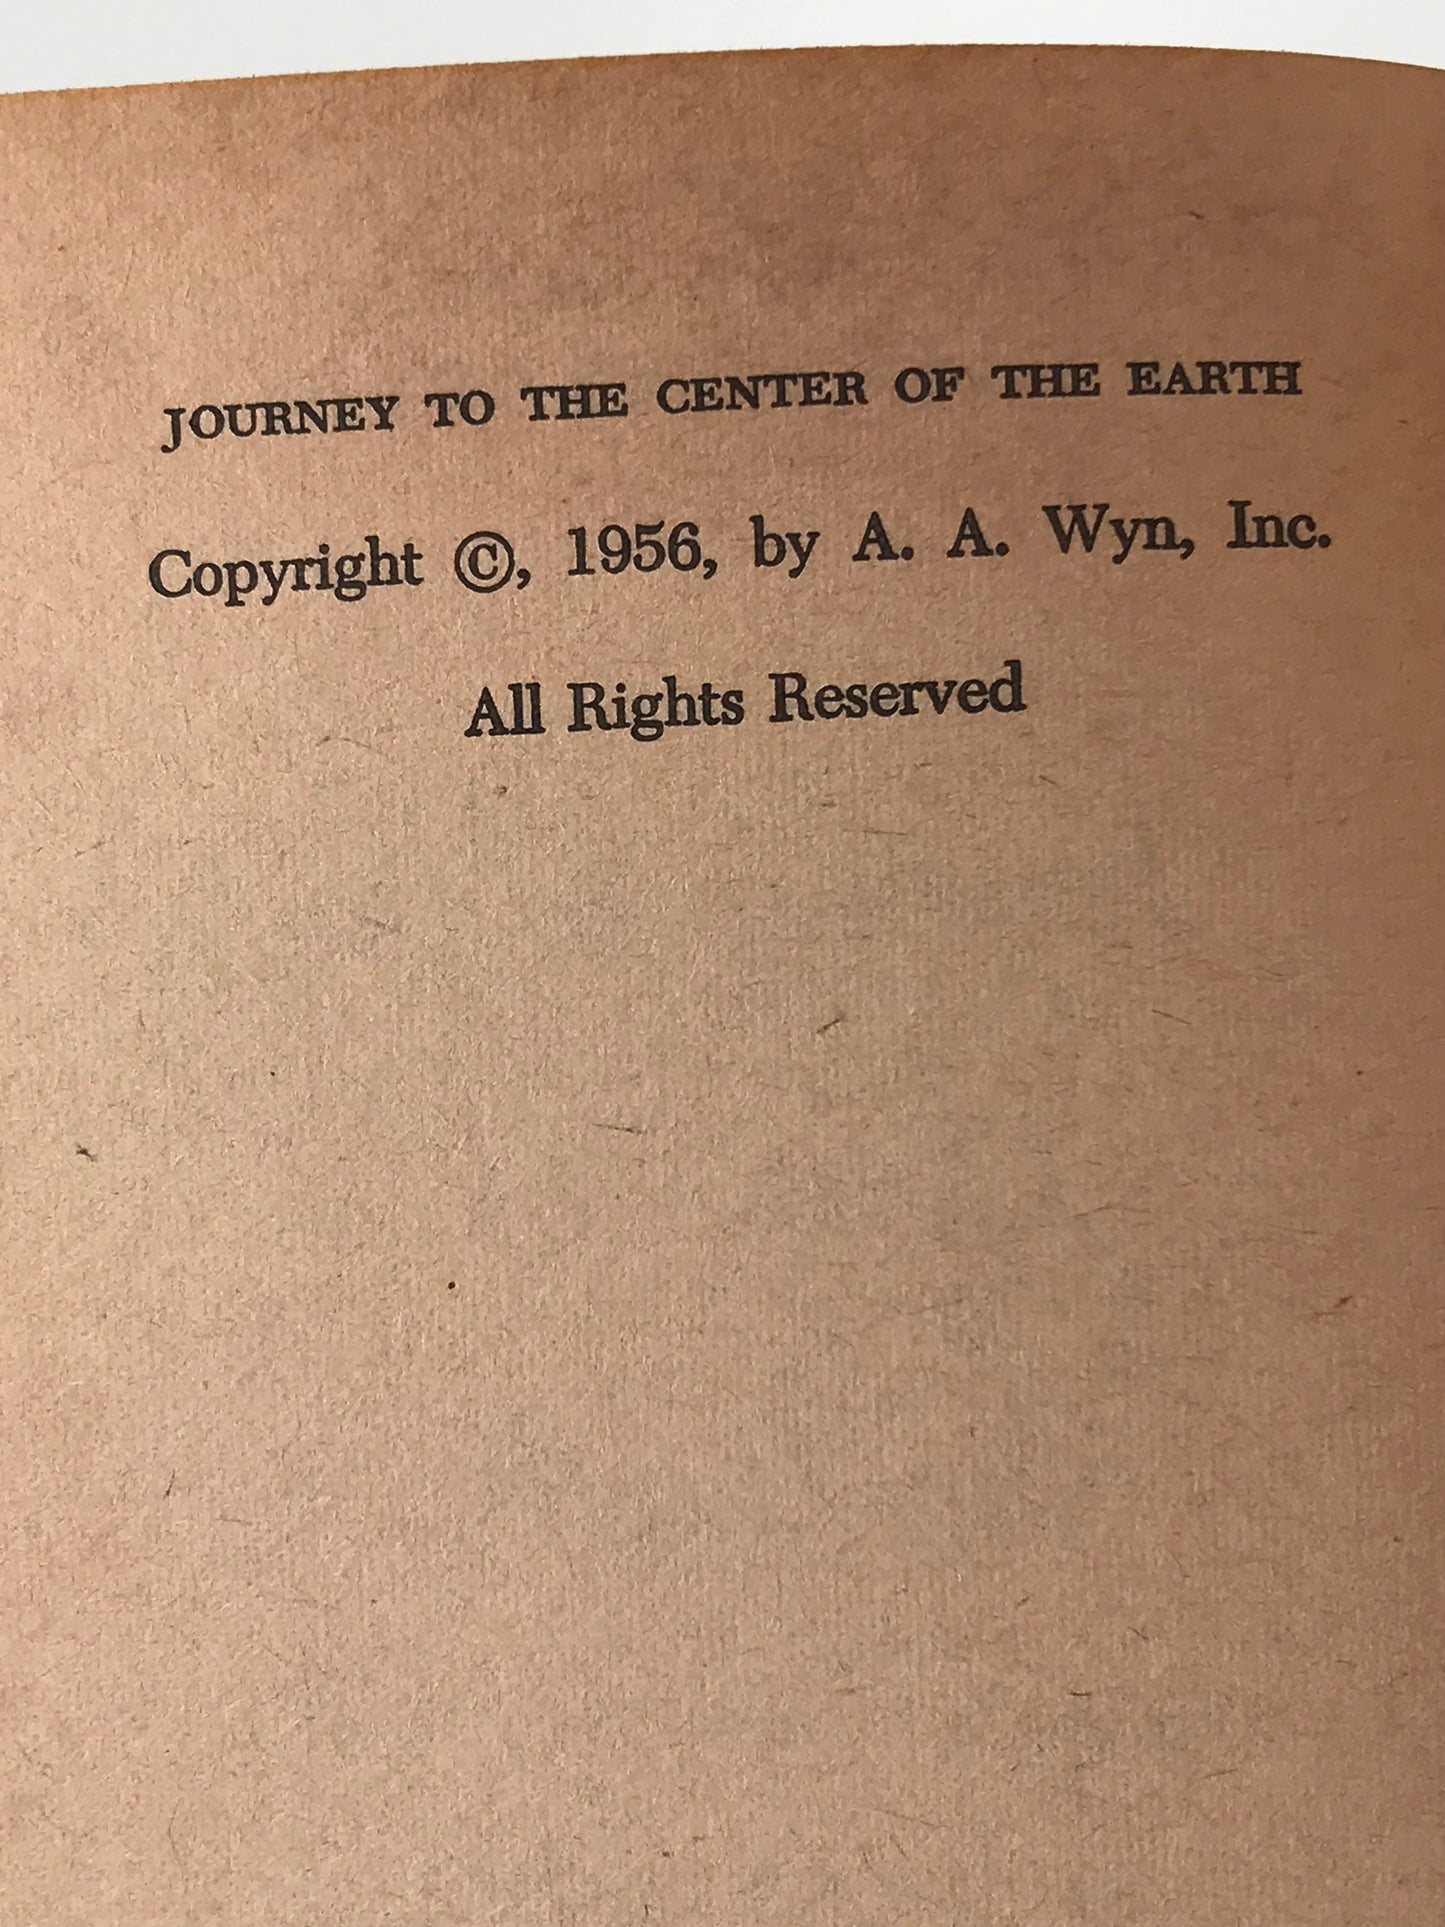 JOURNEY TO THE CENTER OF THE EARTH
Copyright ©, 1956, by A. A. Wyn, Inc.
All Rights Reserved